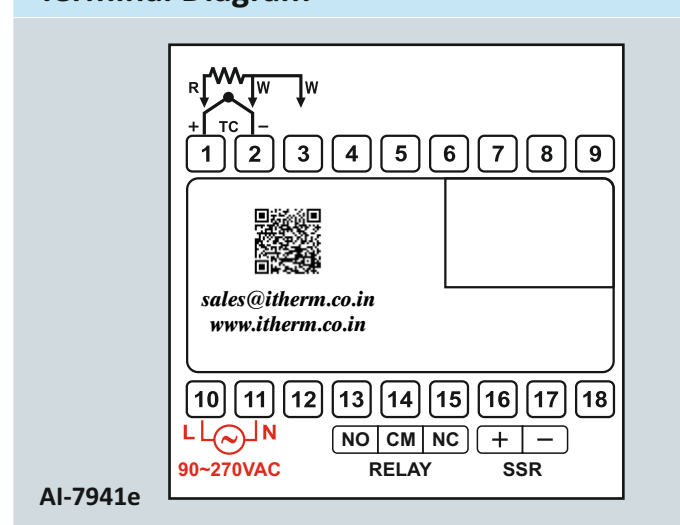 R W W
+ TC −
1 2 3 4 5 6 7 8 9
sales@itherm.co.in
www.itherm.co.in
10 11 12 13 14 15 16 17 18
L ~ N NO CM NC + −
90~270VAC RELAY SSR
AI-7941e